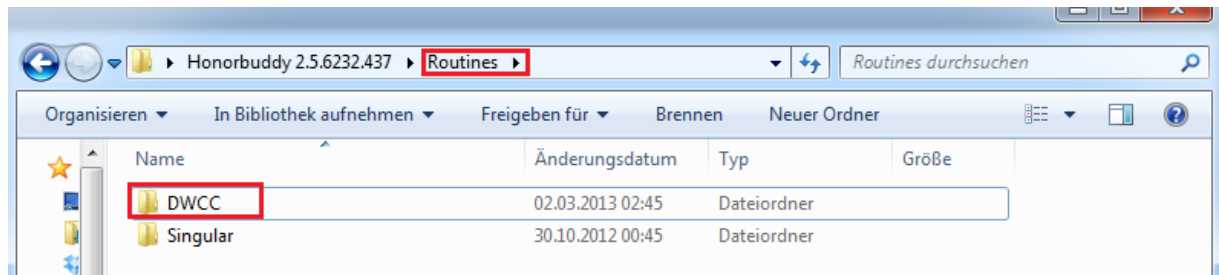 Honorbuddy 2.5.6232.437 Routines Routines durchsuchen
Organisieren In Bibliothek aufnehmen Freigeben für Brennen Neuer Ordner
Name Änderungsdatum Typ Größe
DWCC 02.03.2013 02:45 Dateiordner
Singular 30.10.2012 00:45 Dateiordner